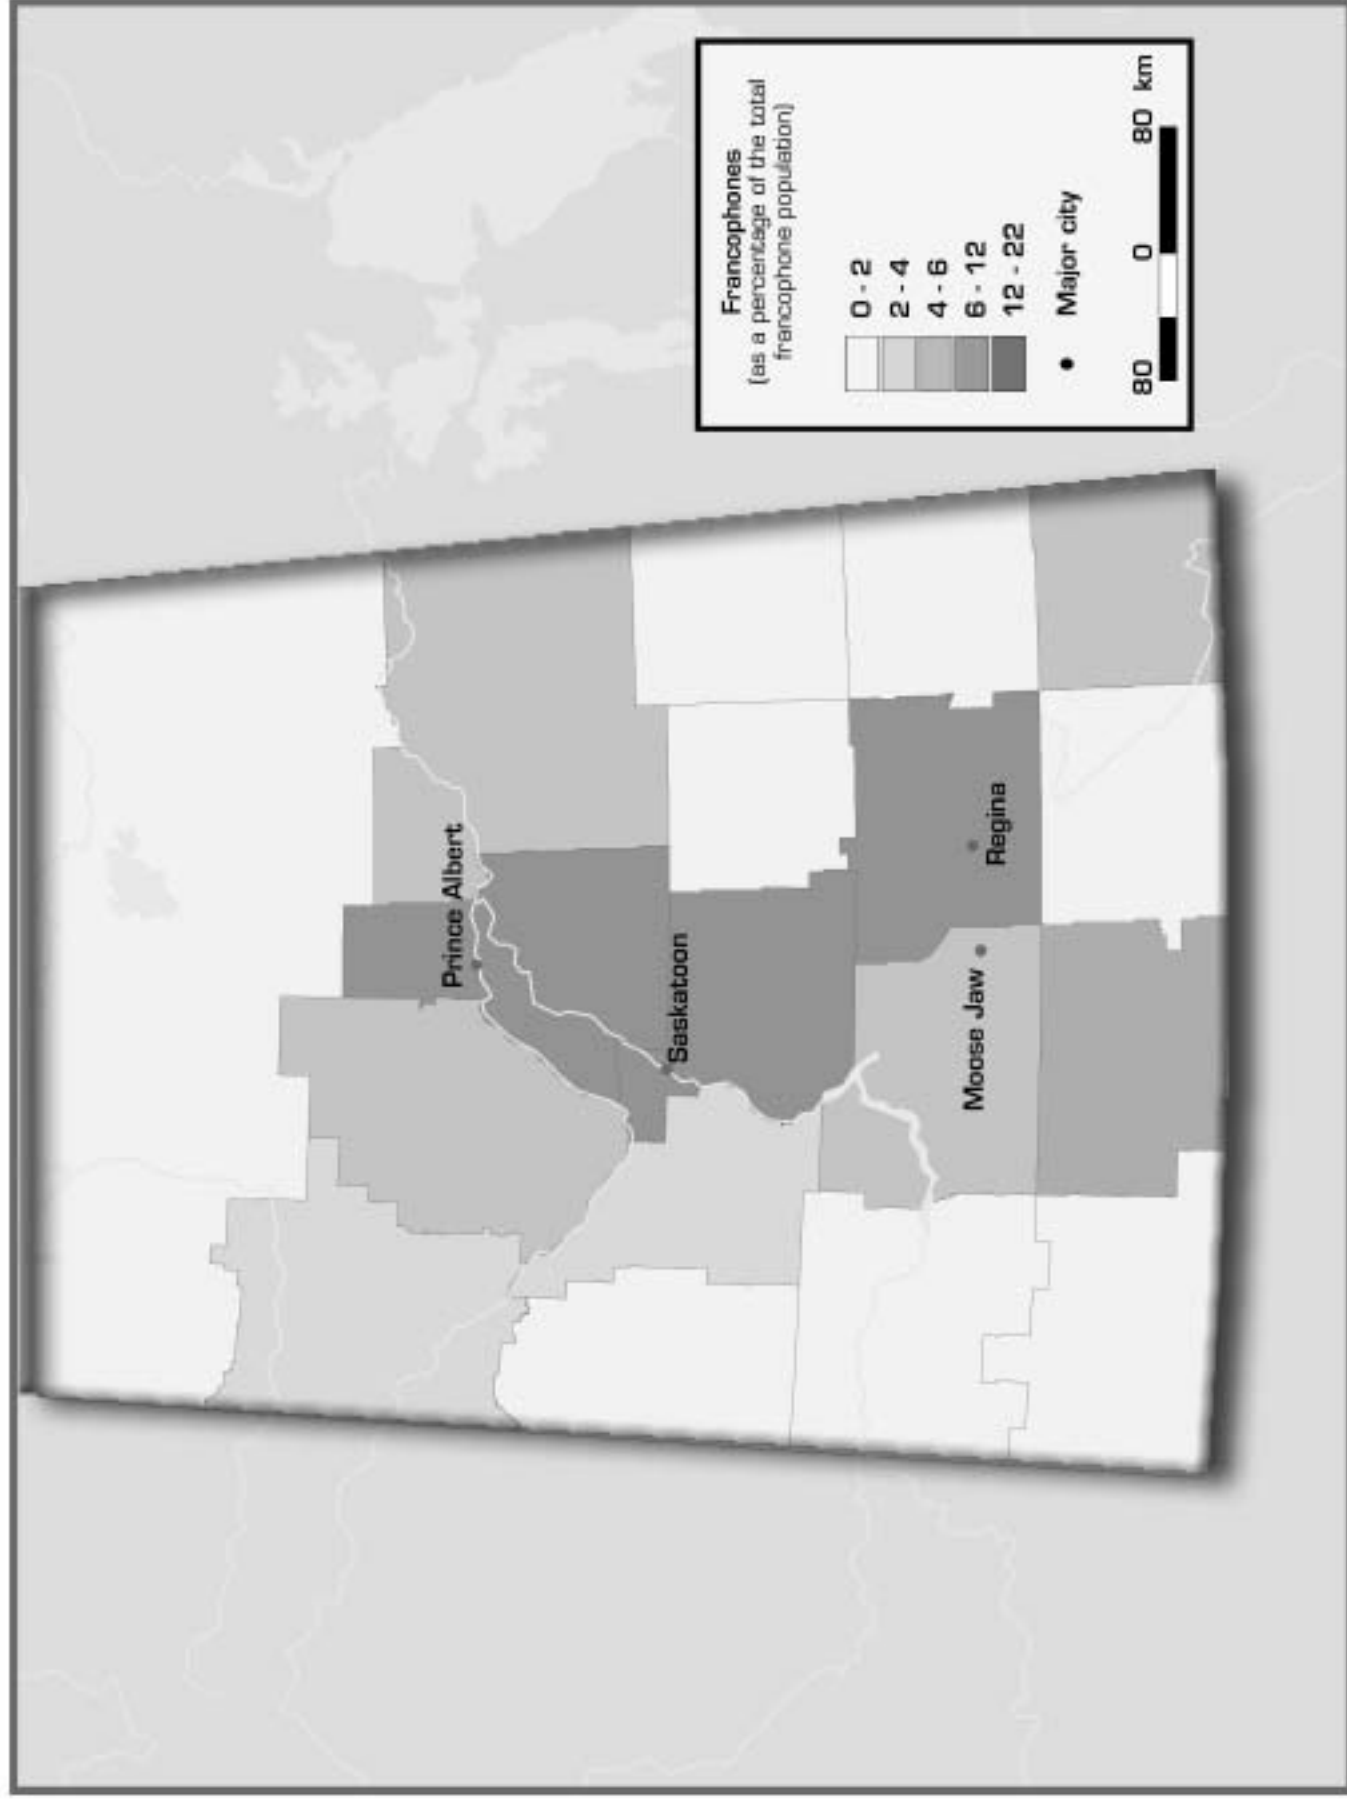 Francophones
(as a percentage of the total
francophone population)
0 - 2
2 - 4
4 - 6
6 - 12
12 - 22
Major city
80 0 80 km
Prince Albert
Saskatoon
Moose Jaw
Regina